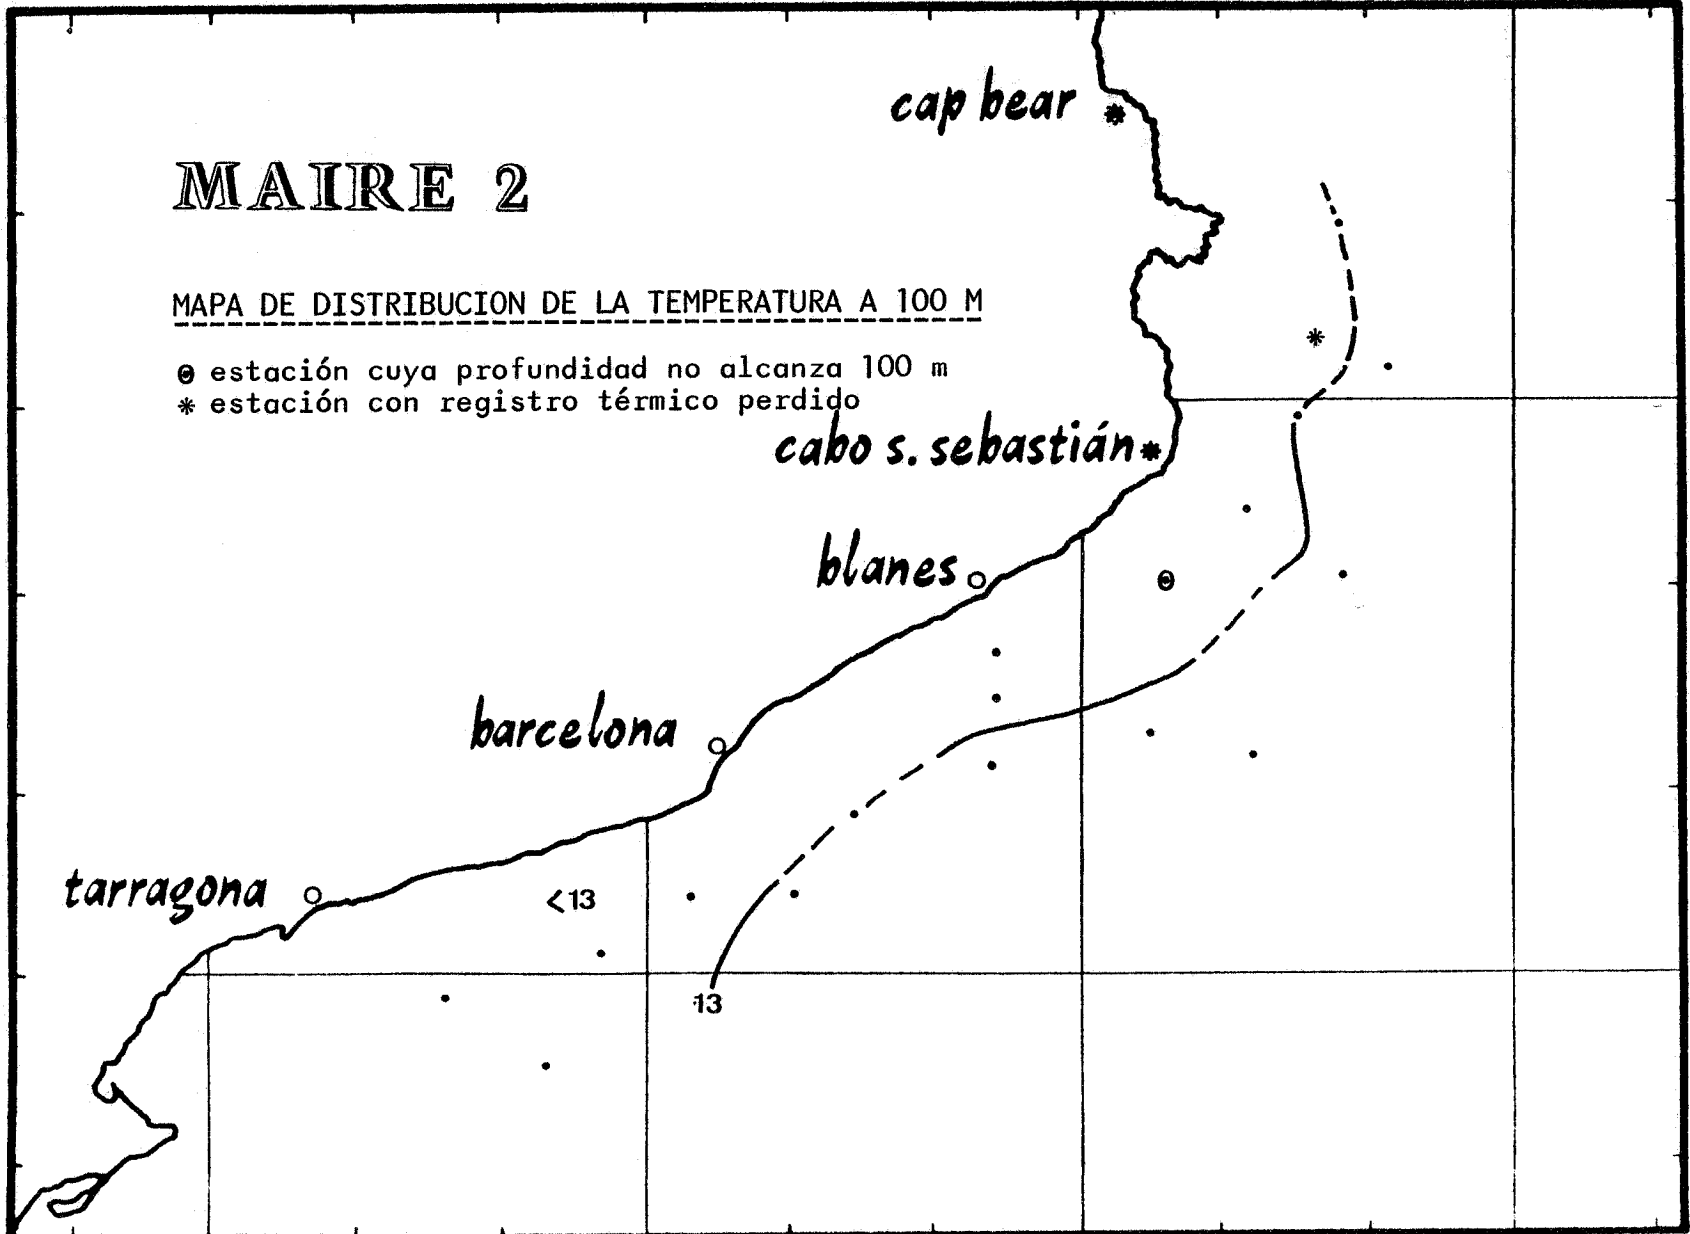 cap bear
MAIRE 2
MAPA DE DISTRIBUCION DE LA TEMPERATURA A 100 M
estación cuya profundidad no alcanza 100 m
* estación con registro térmico perdido
cabo s. sebastián
blanes
barcelona
tarragona
<13
13